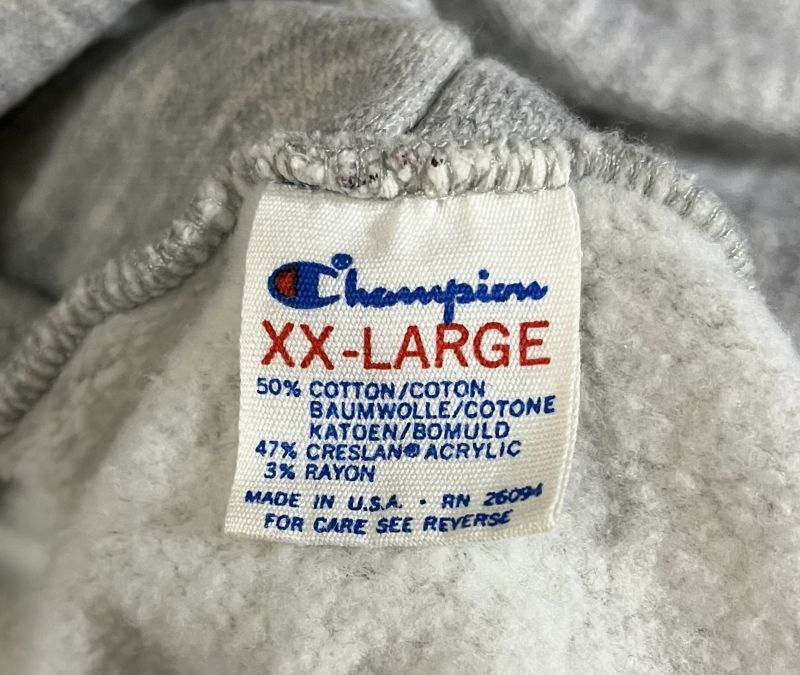 Champion®
XX-LARGE
50% COTTON/COTON
BAUMWOLLE/COTONE
KATOEN/BOMULD
47% CRESLAN® ACRYLIC
3% RAYON
MADE IN U.S.A. · RN 26094
FOR CARE SEE REVERSE